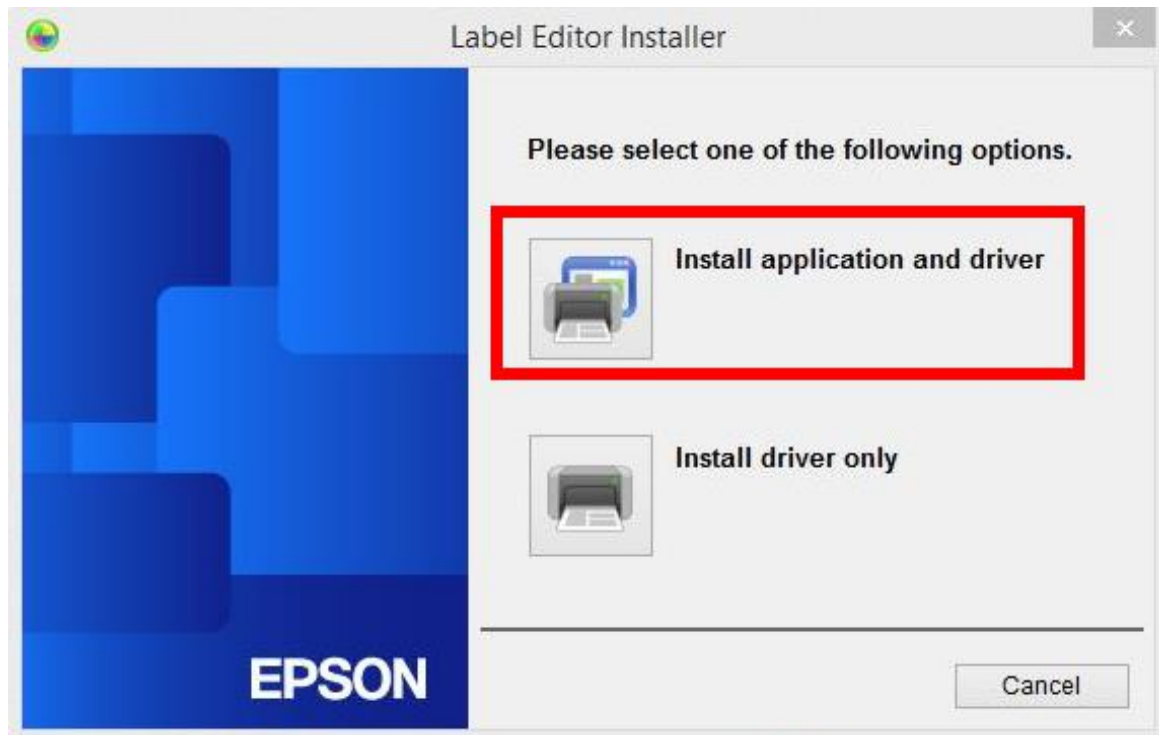 Label Editor Installer
Please select one of the following options.
Install application and driver
Install driver only
EPSON
Cancel